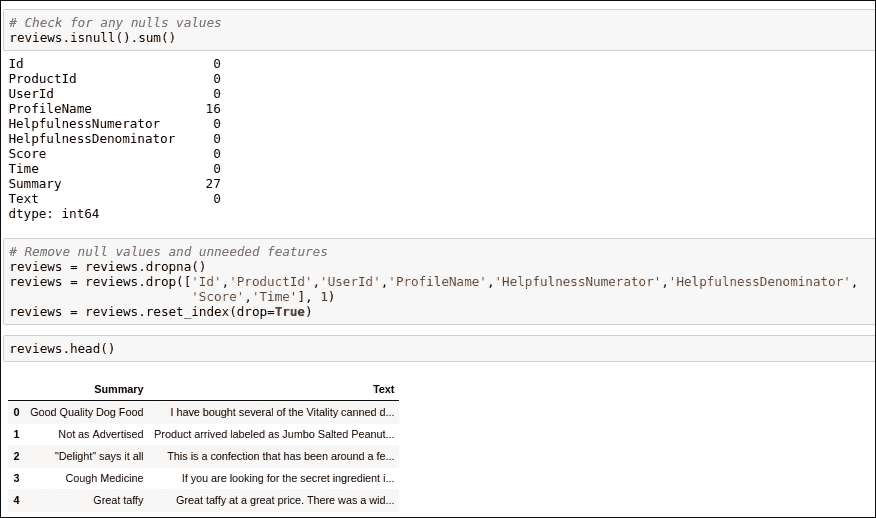 # Check for any nulls values
reviews.isnull().sum()
Id 0
ProductId 0
UserId 0
ProfileName 16
HelpfulnessNumerator 0
HelpfulnessDenominator 0
Score 0
Time 0
Summary 27
Text 0
dtype: int64
# Remove null values and unneeded features
reviews = reviews.dropna()
reviews = reviews.drop(['Id','ProductId','UserId','ProfileName','HelpfulnessNumerator','HelpfulnessDenominator',
'Score','Time'], 1)
reviews = reviews.reset_index(drop=True)
reviews.head()
Summary Text
0 Good Quality Dog Food I have bought several of the Vitality canned d...
1 Not as Advertised Product arrived labeled as Jumbo Salted Peanut...
2 "Delight" says it all This is a confection that has been around a fe...
3 Cough Medicine If you are looking for the secret ingredient i...
4 Great taffy Great taffy at a great price. There was a wid...